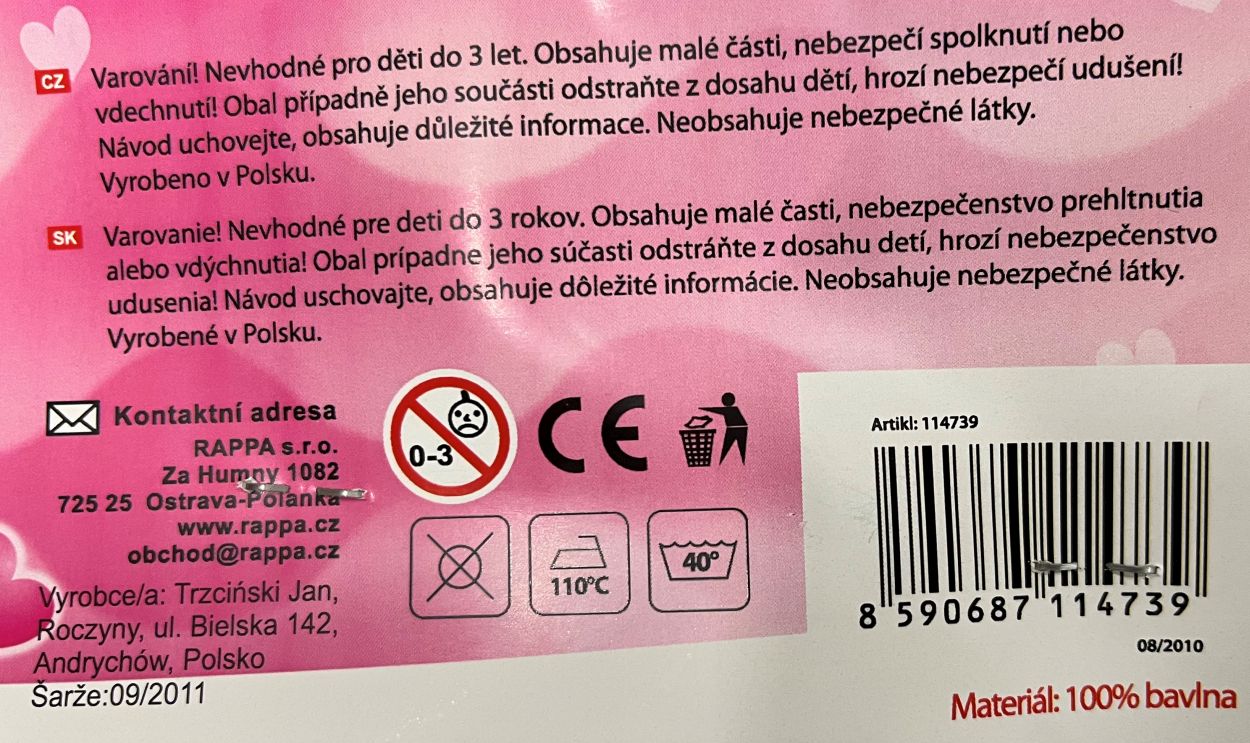 CZ Varování! Nevhodné pro děti do 3 let. Obsahuje malé části, nebezpečí spolknutí nebo
vdechnutí! Obal případně jeho součásti odstraňte z dosahu dětí, hrozí nebezpečí udušení!
Návod uchovejte, obsahuje důležité informace. Neobsahuje nebezpečné látky.
Vyrobeno v Polsku.
SK Varovanie! Nevhodné pre deti do 3 rokov. Obsahuje malé časti, nebezpečenstvo prehltnutia
alebo vdýchnutia! Obal prípadne jeho súčasti odstráňte z dosahu detí, hrozí nebezpečenstvo
udusenia! Návod uschovajte, obsahuje dôležité informácie. Neobsahuje nebezpečné látky.
Vyrobené v Polsku.
Kontaktní adresa
RAPPA s.r.o.
Za Humny 1082
725 25 Ostrava-Polanka
www.rappa.cz
obchod@rappa.cz
Vyrobce/a: Trzciński Jan,
Roczyny, ul. Bielska 142,
Andrychów, Polsko
Šarže:09/2011
0-3
CE
110°C
40°
Artikl: 114739
8 590687 114739
08/2010
Materiál: 100% bavlna